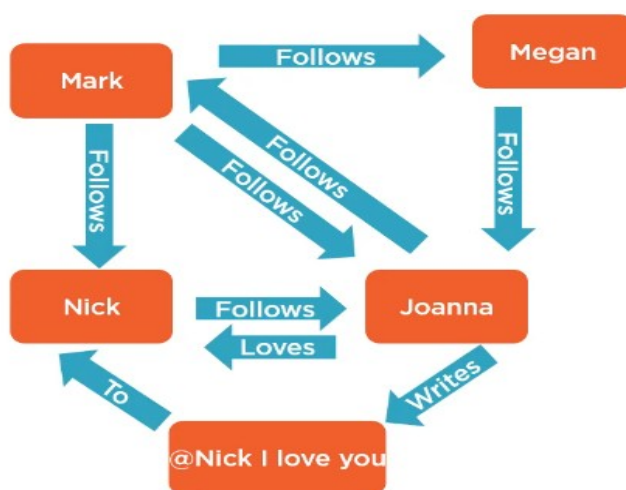 Mark
Follows
Megan
Follows
Follows
Follows
Follows
Nick
Follows
Loves
Joanna
To
Writes
@Nick I love you